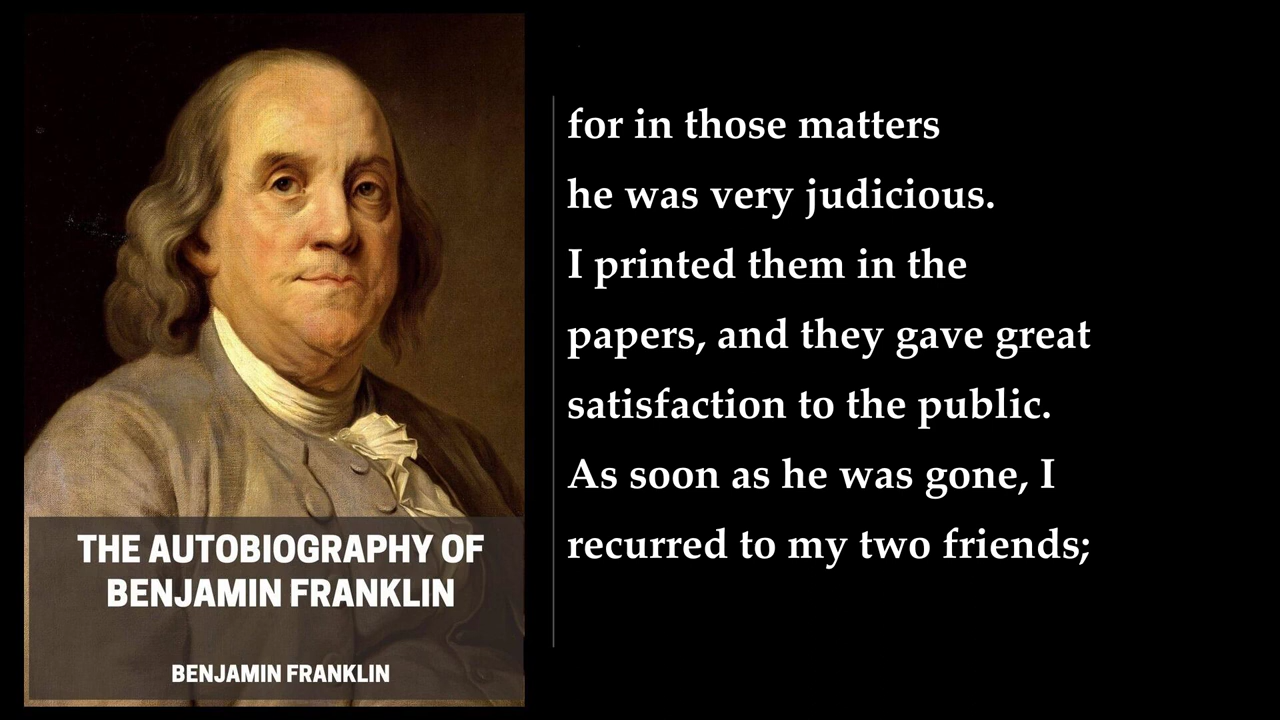 THE AUTOBIOGRAPHY OF
BENJAMIN FRANKLIN
BENJAMIN FRANKLIN
for in those matters
he was very judicious.
I printed them in the
papers, and they gave great
satisfaction to the public.
As soon as he was gone, I
recurred to my two friends;